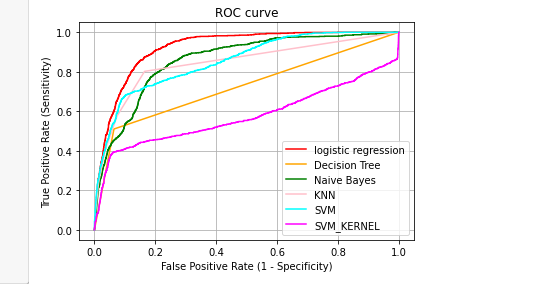 ROC curve
True Positive Rate (Sensitivity)
1.0
0.8
0.6
0.4
0.2
0.0
logistic regression
Decision Tree
Naive Bayes
KNN
SVM
SVM_KERNEL
0.0 0.2 0.4 0.6 0.8 1.0
False Positive Rate (1 - Specificity)